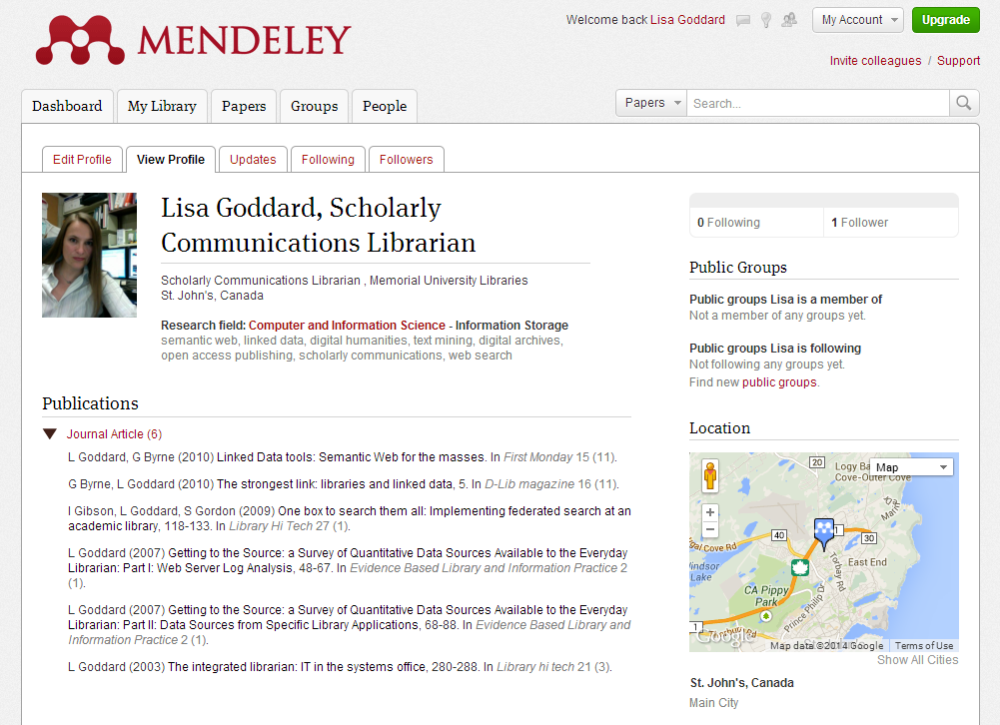 MENDELEY
Welcome back Lisa Goddard
My Account
Upgrade
Invite colleagues / Support
Dashboard
My Library
Papers
Groups
People
Papers
Search...
Edit Profile
View Profile
Updates
Following
Followers
Lisa Goddard, Scholarly
Communications Librarian
Scholarly Communications Librarian , Memorial University Libraries
St. John's, Canada
Research field: Computer and Information Science - Information Storage
semantic web, linked data, digital humanities, text mining, digital archives,
open access publishing, scholarly communications, web search
Publications
Journal Article (6)
L Goddard, G Byrne (2010) Linked Data tools: Semantic Web for the masses. In First Monday 15 (11).
G Byrne, L Goddard (2010) The strongest link: libraries and linked data, 5. In D-Lib magazine 16 (11).
I Gibson, L Goddard, S Gordon (2009) One box to search them all: Implementing federated search at an
academic library, 118-133. In Library Hi Tech 27 (1).
L Goddard (2007) Getting to the Source: a Survey of Quantitative Data Sources Available to the Everyday
Librarian: Part I: Web Server Log Analysis, 48-67. In Evidence Based Library and Information Practice 2
(1).
L Goddard (2007) Getting to the Source: a Survey of Quantitative Data Sources Available to the Everyday
Librarian: Part II: Data Sources from Specific Library Applications, 68-88. In Evidence Based Library and
Information Practice 2 (1).
L Goddard (2003) The integrated librarian: IT in the systems office, 280-288. In Library hi tech 21 (3).
0 Following
1 Follower
Public Groups
Public groups Lisa is a member of
Not a member of any groups yet.
Public groups Lisa is following
Not following any groups yet.
Find new public groups.
Location
20
Logy Ba
Map
Cove-Outer Cove
+
−
Marine
40
1
30
gal Cove Rd
Torbay Rd
East End
Windsor
Lake
CA Pippy
Park
Prince Philip Dr
1
Google
Map data ©2014 Google
Terms of Use
Show All Cities
St. John's, Canada
Main City